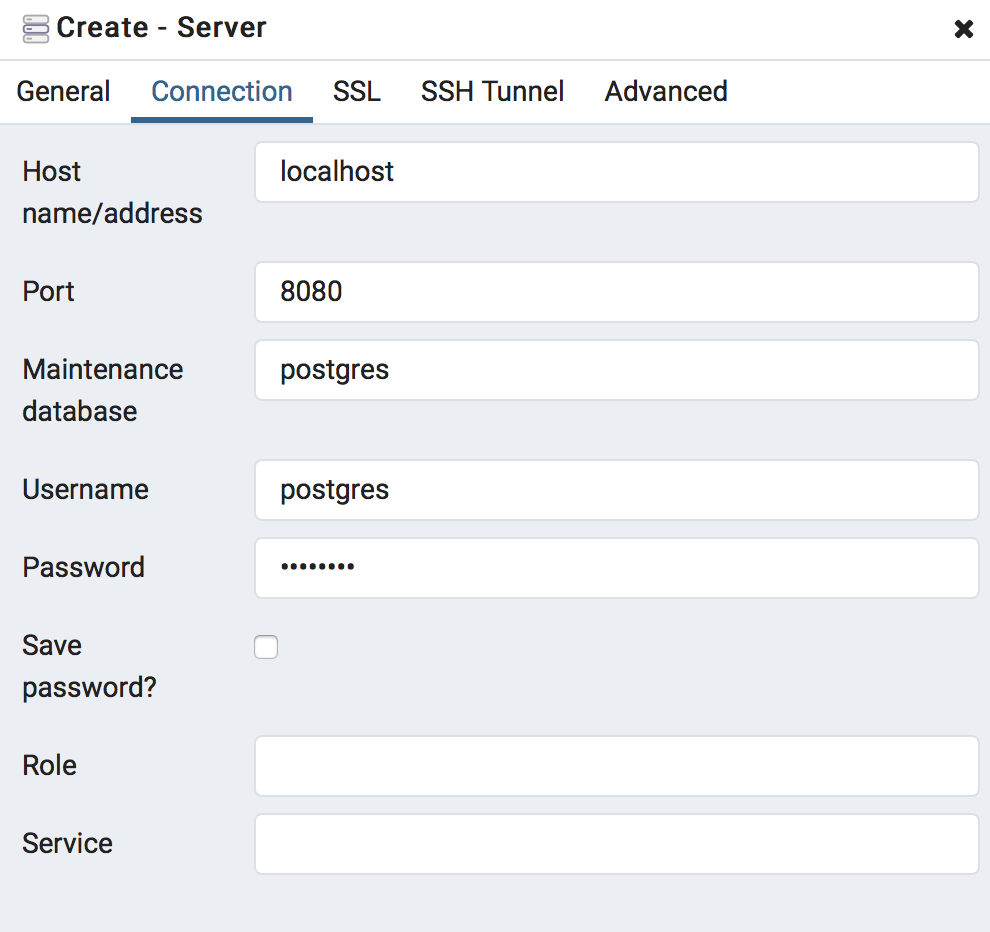 Create - Server
General Connection SSL SSH Tunnel Advanced
Host
name/address
localhost
Port
8080
Maintenance
database
postgres
Username
postgres
Password
••••••••
Save
password?
Role
Service